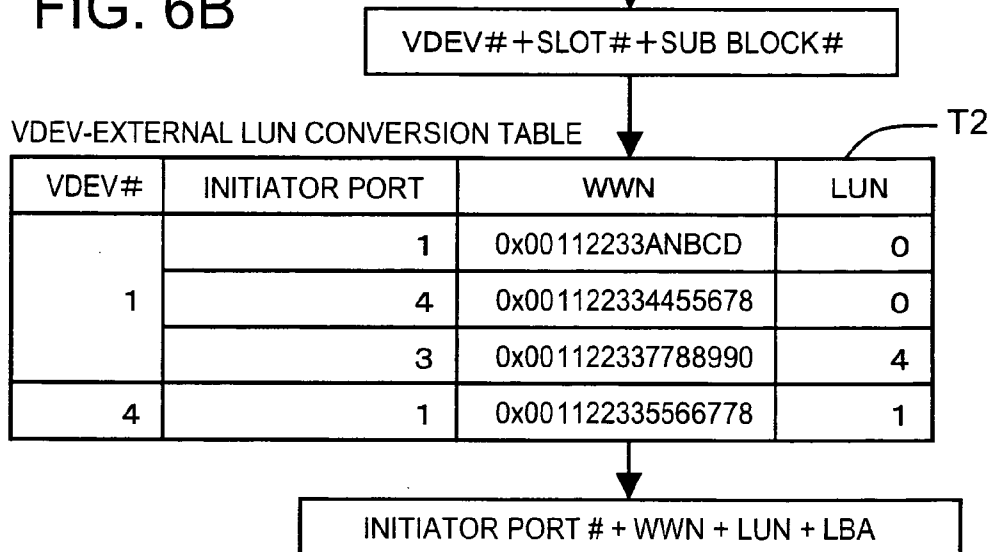 FIG. 6B
VDEV#+SLOT#+SUB BLOCK#
VDEV-EXTERNAL LUN CONVERSION TABLE
T2
VDEV# INITIATOR PORT WWN LUN
1 0x00112233ANBCD 0
1 4 0x001122334455678 0
3 0x001122337788990 4
4 1 0x001122335566778 1
INITIATOR PORT # + WWN + LUN + LBA